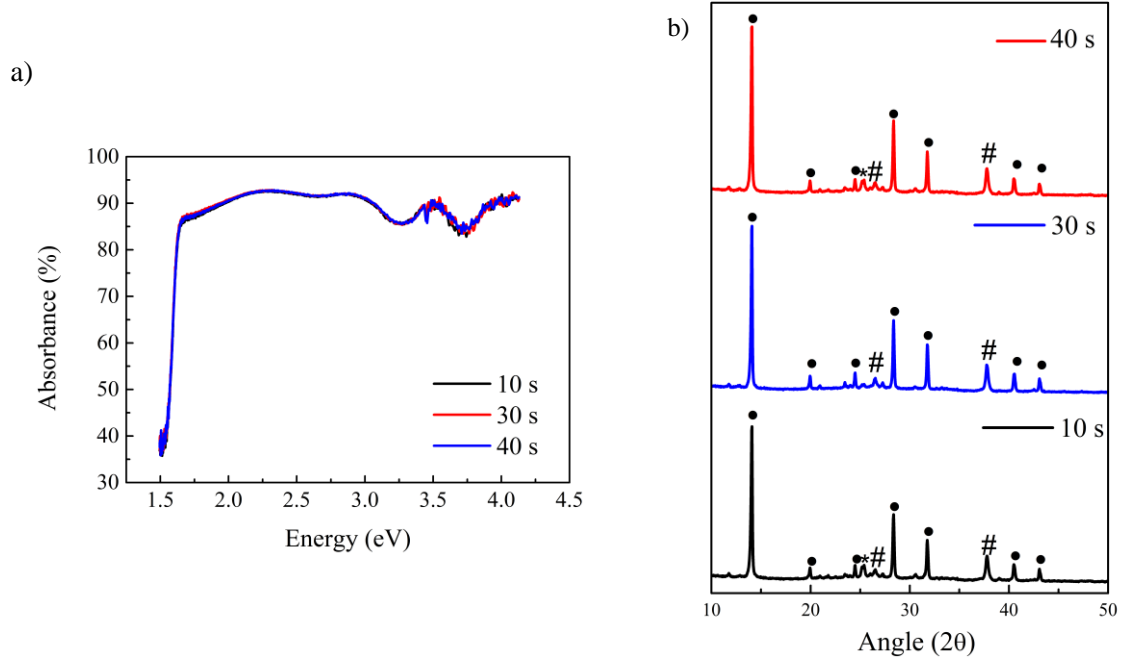 a)
100
90
80
70
60
50
40
30
Absorbance (%)
1.5 2.0 2.5 3.0 3.5 4.0 4.5
Energy (eV)
10 s
30 s
40 s
b)
40 s
* #
#
30 s
#
#
10 s
* #
#
10 20 30 40 50
Angle (2θ)